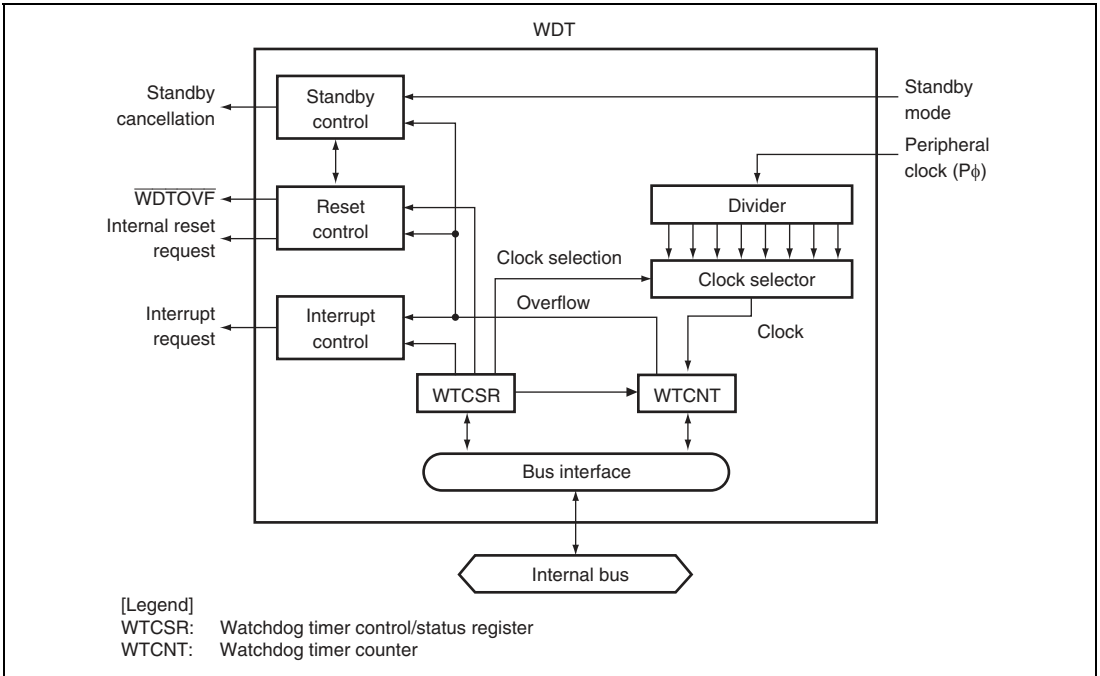 WDT
Standby
cancellation
Standby
control
Standby
mode
Peripheral
clock (Pϕ)
W̅D̅T̅O̅V̅F̅
Internal reset
request
Reset
control
Divider
Clock selection
Clock selector
Overflow
Interrupt
request
Interrupt
control
Clock
WTCSR
WTCNT
Bus interface
Internal bus
[Legend]
WTCSR: Watchdog timer control/status register
WTCNT: Watchdog timer counter